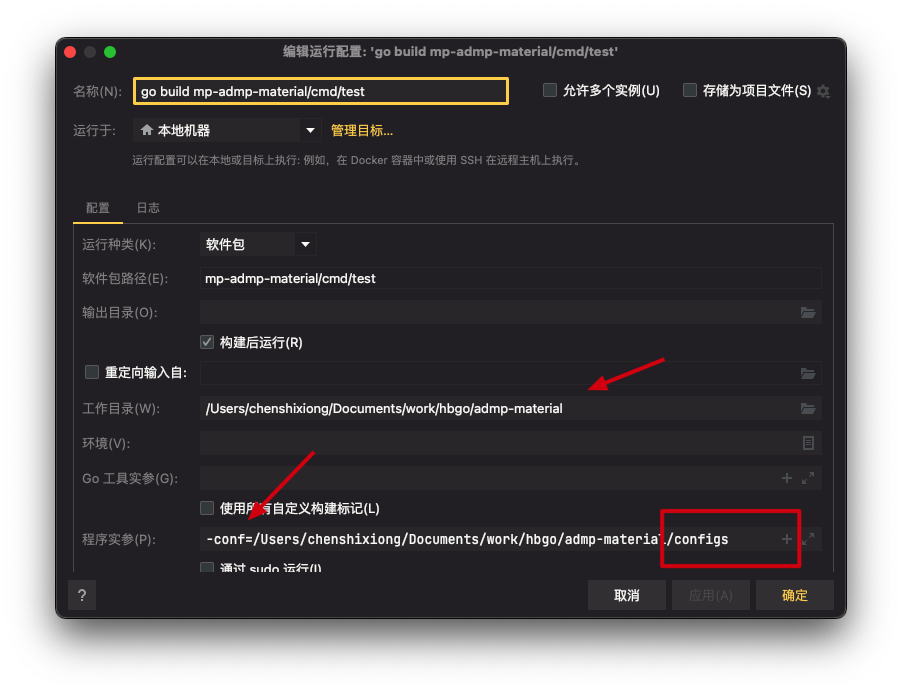 编辑运行配置: 'go build mp-admp-material/cmd/test'
名称(N): go build mp-admp-material/cmd/test 允许多个实例(U) 存储为项目文件(S)
运行于: 本地机器 管理目标...
运行配置可以在本地或目标上执行: 例如，在 Docker 容器中或使用 SSH 在远程主机上执行。
配置 日志
运行种类(K): 软件包
软件包路径(E): mp-admp-material/cmd/test
输出目录(O):
构建后运行(R)
重定向输入自:
工作目录(W): /Users/chenshixiong/Documents/work/hbgo/admp-material
环境(V):
Go 工具实参(G):
使用所有自定义构建标记(L)
程序实参(P): -conf=/Users/chenshixiong/Documents/work/hbgo/admp-material/configs
通过 sudo 运行(I)
? 取消 应用(A) 确定